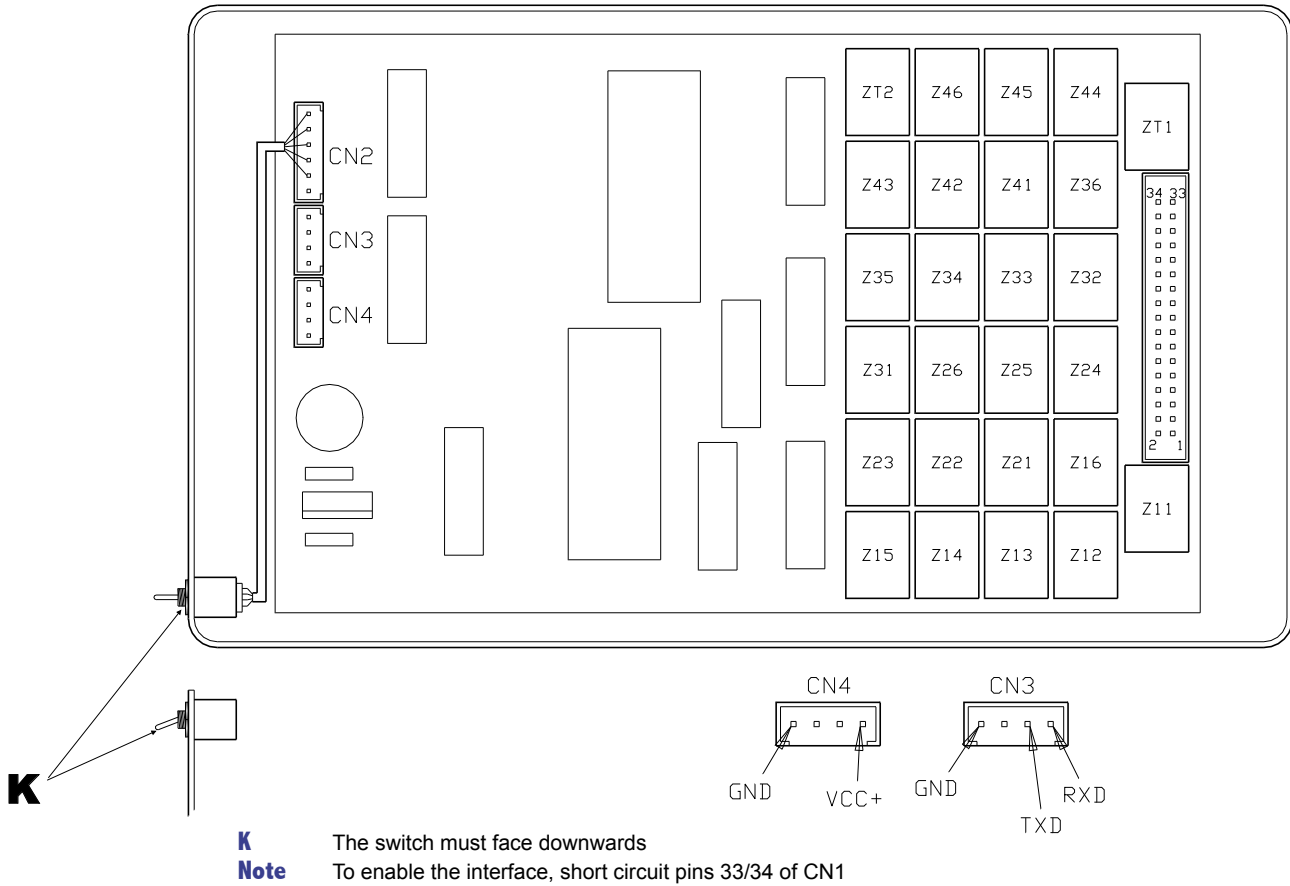 ZT2 Z46 Z45 Z44
ZT1
CN2
Z43 Z42 Z41 Z36
34 33
CN3
Z35 Z34 Z33 Z32
CN4
Z31 Z26 Z25 Z24
2 1
Z23 Z22 Z21 Z16
Z11
Z15 Z14 Z13 Z12
CN4 CN3
K
GND VCC+ GND TXD RXD
K The switch must face downwards
Note To enable the interface, short circuit pins 33/34 of CN1